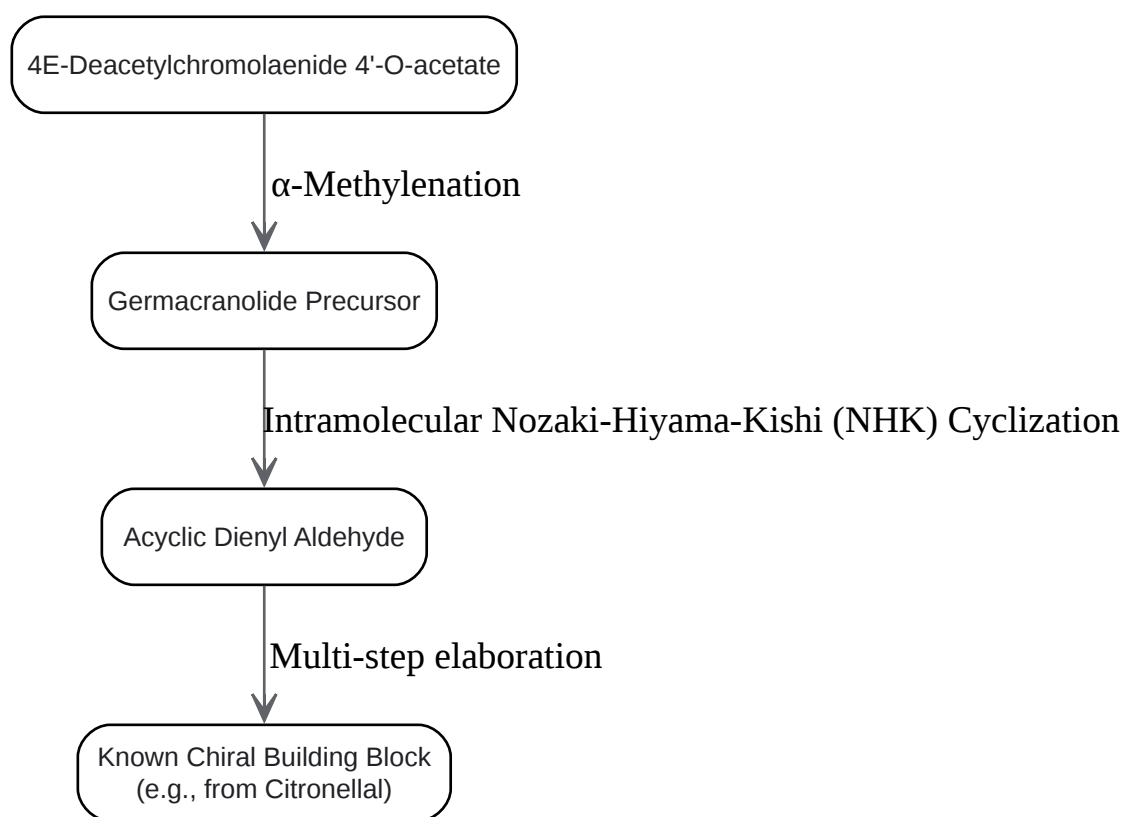 4E-Deacetylchromolaenide 4'-O-acetate
α-Methylenation
Germacranolide Precursor
Intramolecular Nozaki-Hiyama-Kishi (NHK) Cyclization
Acyclic Dienyl Aldehyde
Multi-step elaboration
Known Chiral Building Block
(e.g., from Citronellal)